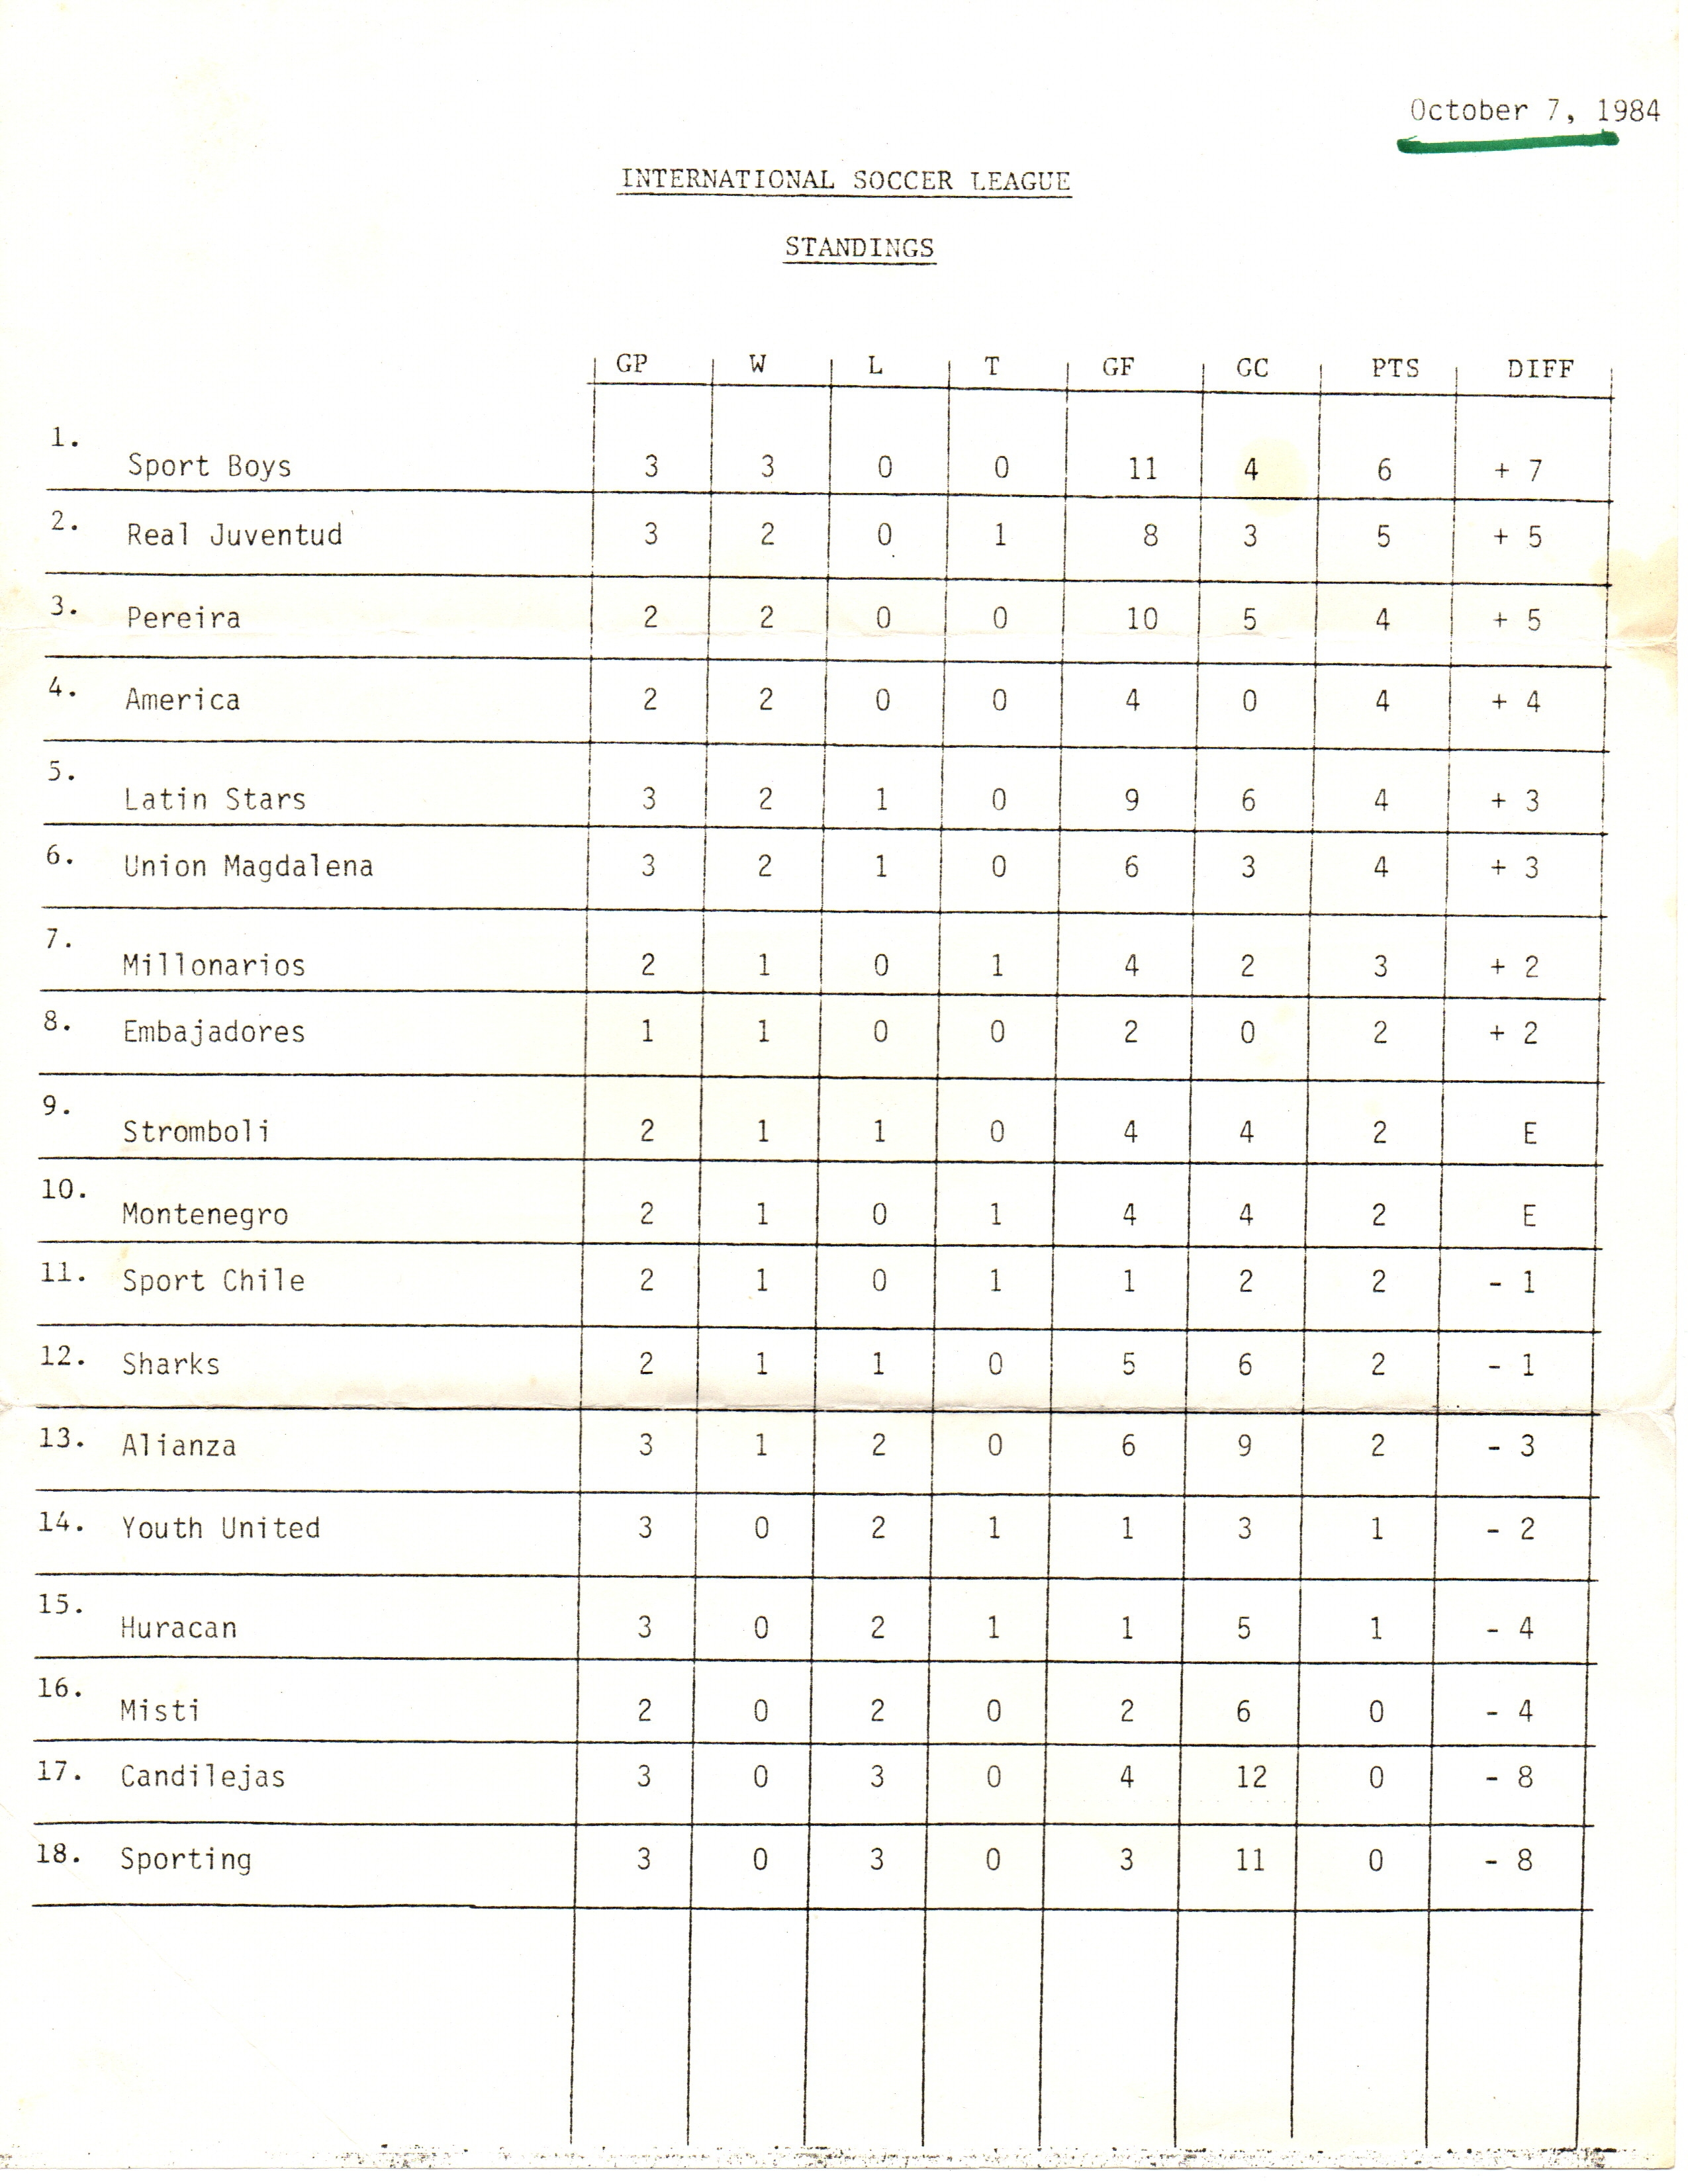 October 7, 1984
INTERNATIONAL SOCCER LEAGUE
STANDINGS
GP W L T GF GC PTS DIFF
1. Sport Boys 3 3 0 0 11 4 6 + 7
2. Real Juventud 3 2 0 1 8 3 5 + 5
3. Pereira 2 2 0 0 10 5 4 + 5
4. America 2 2 0 0 4 0 4 + 4
5. Latin Stars 3 2 1 0 9 6 4 + 3
6. Union Magdalena 3 2 1 0 6 3 4 + 3
7. Millonarios 2 1 0 1 4 2 3 + 2
8. Embajadores 1 1 0 0 2 0 2 + 2
9. Stromboli 2 1 1 0 4 4 2 E
10. Montenegro 2 1 0 1 4 4 2 E
11. Sport Chile 2 1 0 1 1 2 2 - 1
12. Sharks 2 1 1 0 5 6 2 - 1
13. Alianza 3 1 2 0 6 9 2 - 3
14. Youth United 3 0 2 1 1 3 1 - 2
15. Huracan 3 0 2 1 1 5 1 - 4
16. Misti 2 0 2 0 2 6 0 - 4
17. Candilejas 3 0 3 0 4 12 0 - 8
18. Sporting 3 0 3 0 3 11 0 - 8